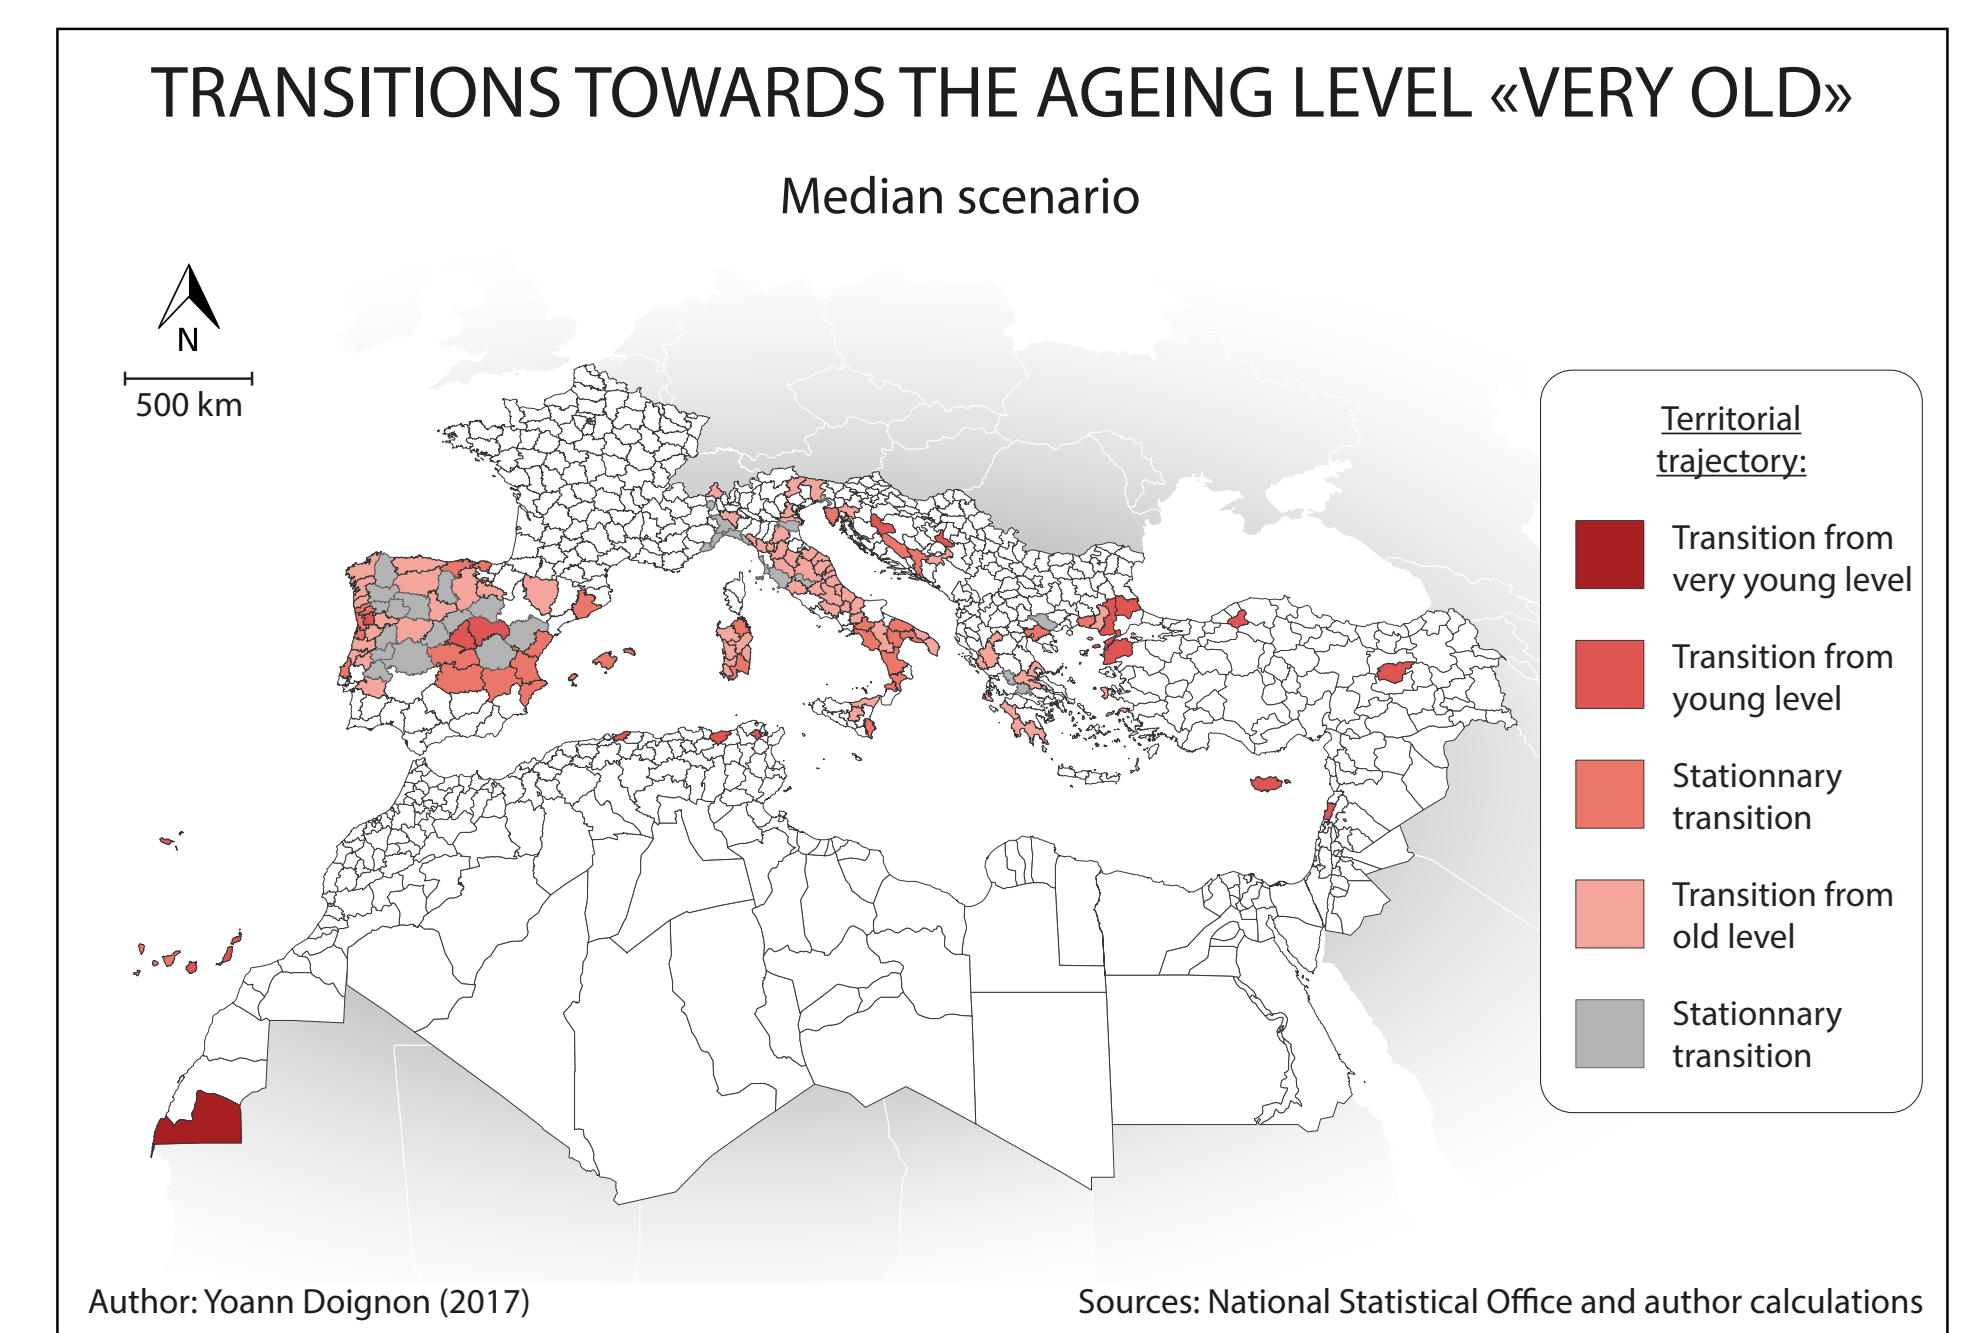 TRANSITIONS TOWARDS THE AGEING LEVEL «VERY OLD»
Median scenario
N
500 km
Territorial
trajectory:
Transition from
very young level
Transition from
young level
Stationnary
transition
Transition from
old level
Stationnary
transition
Author: Yoann Doignon (2017)
Sources: National Statistical Office and author calculations